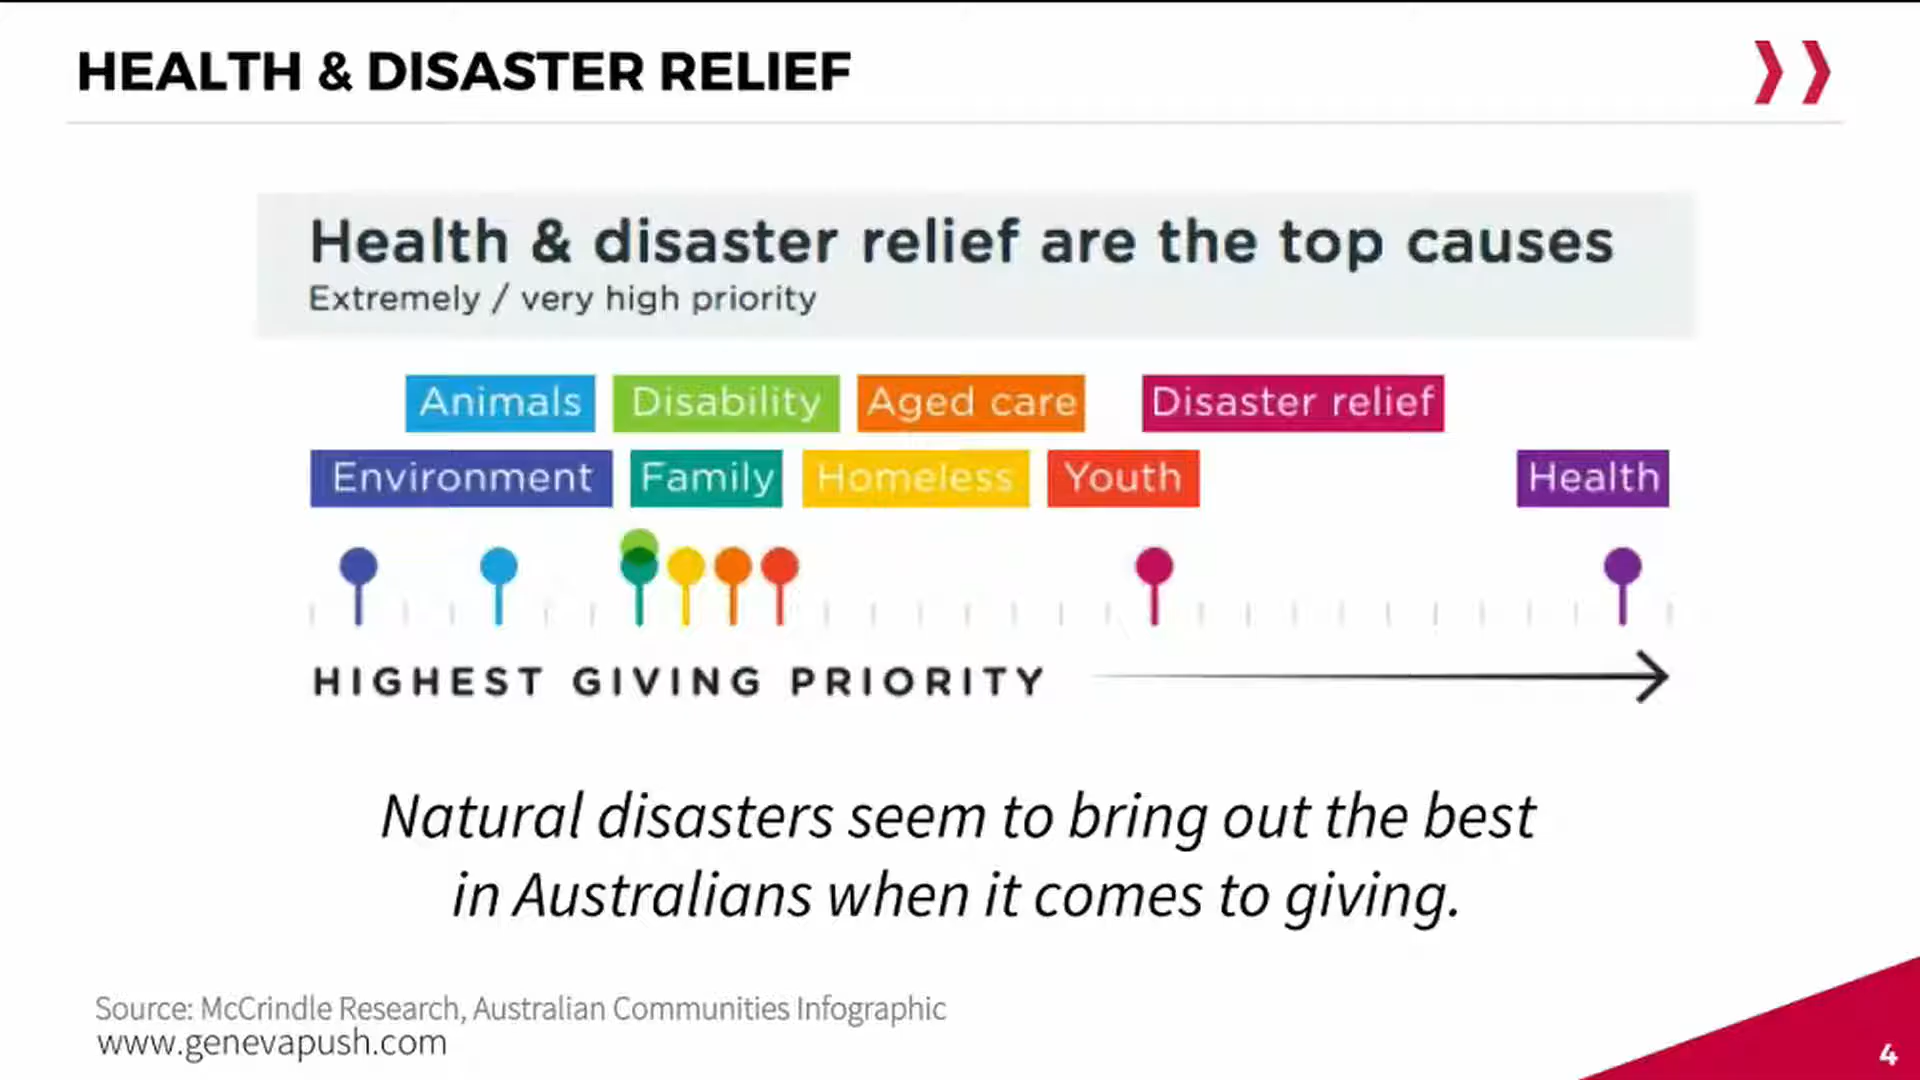 HEALTH & DISASTER RELIEF
Health & disaster relief are the top causes
Extremely / very high priority
Animals Disability Aged care Disaster relief
Environment Family Homeless Youth Health
HIGHEST GIVING PRIORITY
Natural disasters seem to bring out the best
in Australians when it comes to giving.
Source: McCrindle Research, Australian Communities Infographic
www.genevapush.com
4